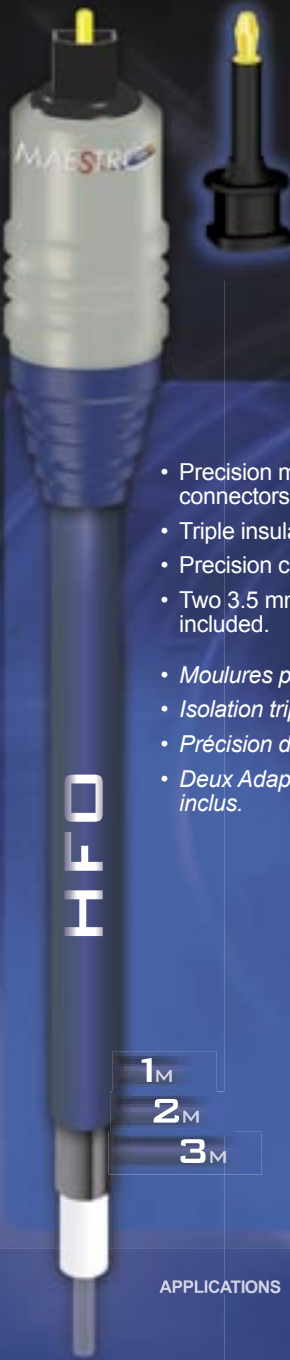 MAESTRO
• Precision m
connectors
• Triple insula
• Precision c
• Two 3.5 mm
included.
• Moulures p
• Isolation trip
• Précision d
• Deux Adap
inclus.
HFO
1M
2M
3M
APPLICATIONS